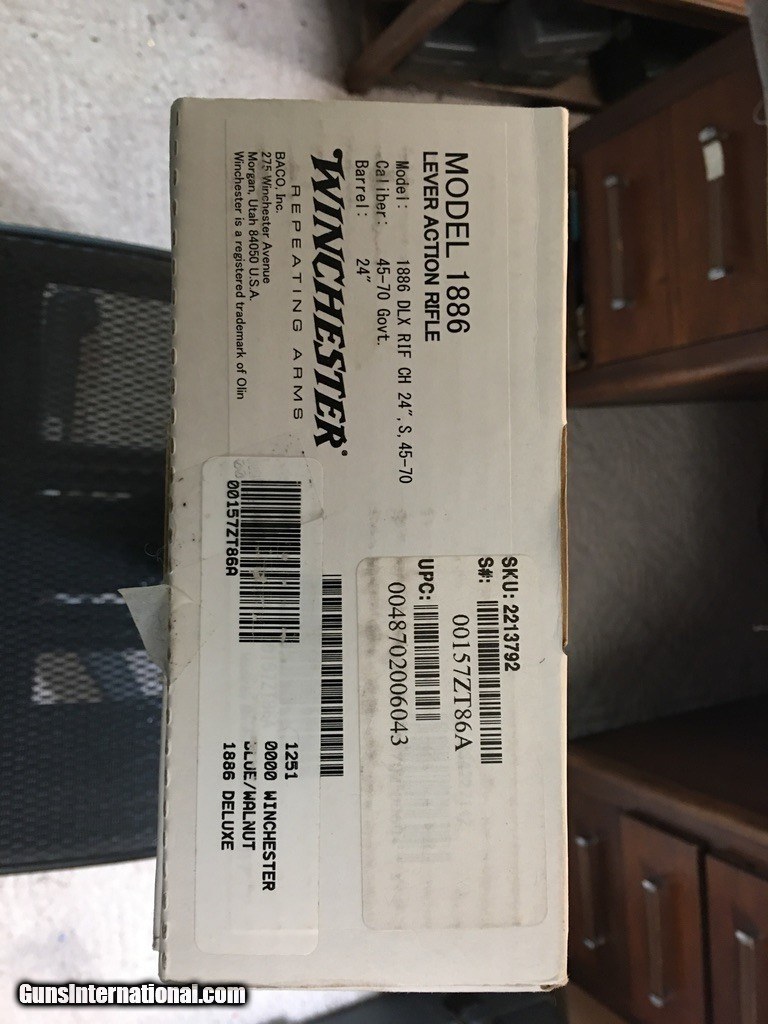 MODEL 1886
LEVER ACTION RIFLE
Model: 1886 DLX RIF CH 24", S, 45-70
Caliber: 45-70 Govt.
Barrel: 24"
WINCHESTER®
REPEATING ARMS
BACO, Inc.
275 Winchester Avenue
Morgan, Utah 84050 U.S.A.
Winchester is a registered trademark of Olin
SKU: 2213792
S#:
00157ZT86A
UPC:
00048702006043
00157ZT86A
1251
0000 WINCHESTER
BLUE/WALNUT
1886 DELUXE
GunsInternational.com